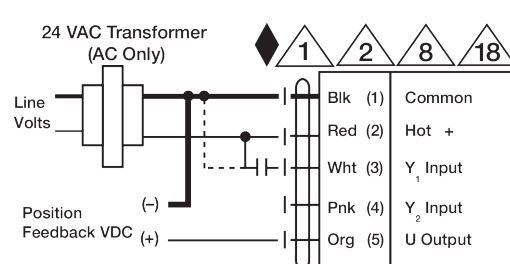 24 VAC Transformer
(AC Only)
1 2 8 18
Line
Volts
Blk (1) Common
Red (2) Hot +
Wht (3) Y1 Input
Pnk (4) Y2 Input
Org (5) U Output
Position
Feedback VDC
(–)
(+)